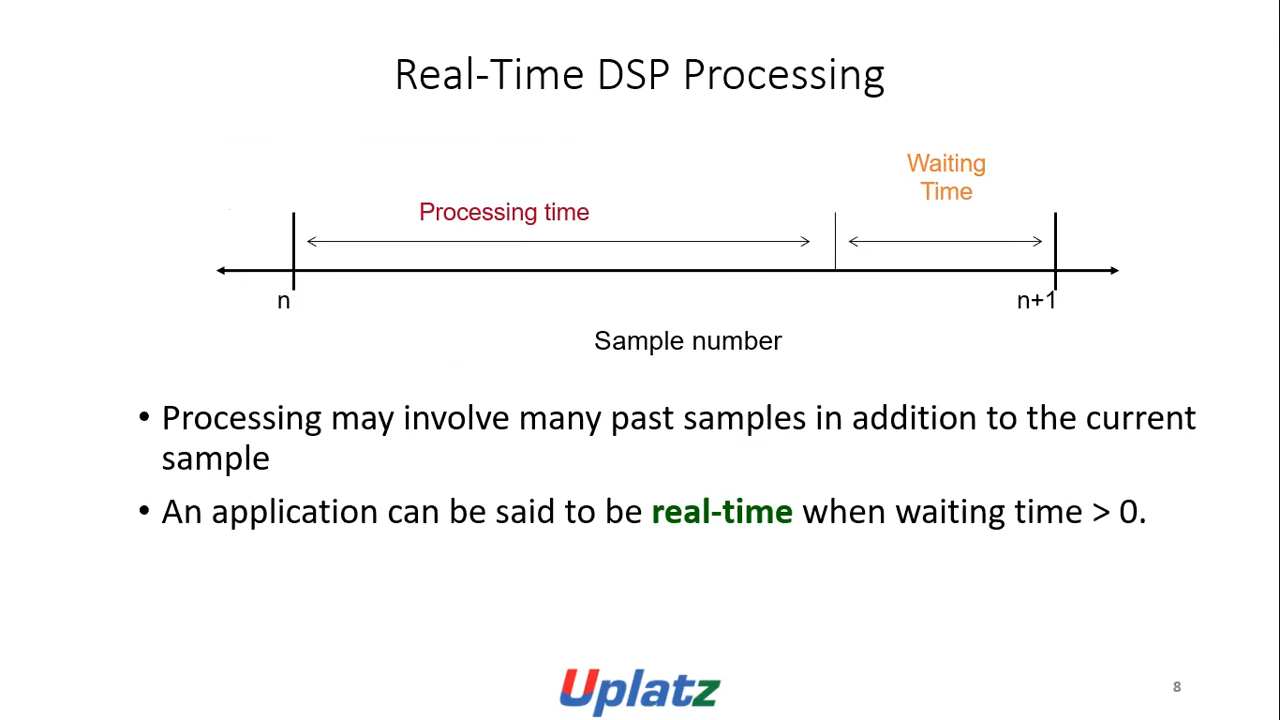 Real-Time DSP Processing
Waiting
Time
Processing time
n
n+1
Sample number
• Processing may involve many past samples in addition to the current
sample
• An application can be said to be real-time when waiting time > 0.
Uplatz
8